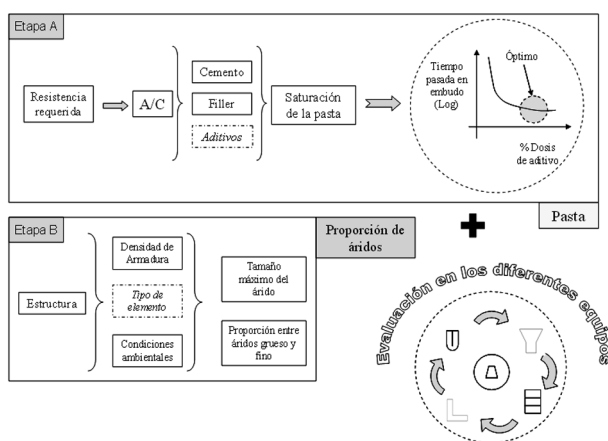 Etapa A
Resistencia
requerida
A/C
Cemento
Filler
Aditivos
Saturación
de la pasta
Tiempo
pasada en
embudo
(Log)
Óptimo
% Dosis
de aditivo
Pasta
Etapa B
Proporción de
áridos
Estructura
Densidad de
Armadura
Tipo de
elemento
Condiciones
ambientales
Tamaño
máximo del
árido
Proporción entre
áridos grueso y
fino
Evaluación en los diferentes equipos